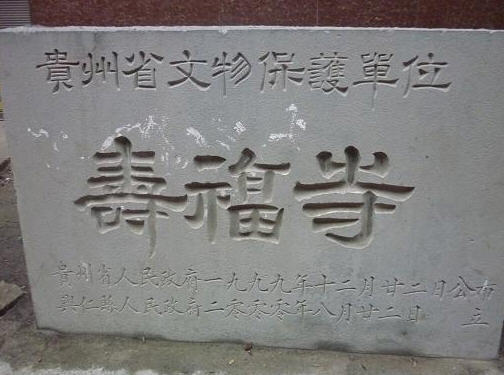 貴州省文物保護單位
壽福寺
貴州省人民政府一九九九年十二月廿二日公布
興仁縣人民政府二零零零年八月廿二日 立